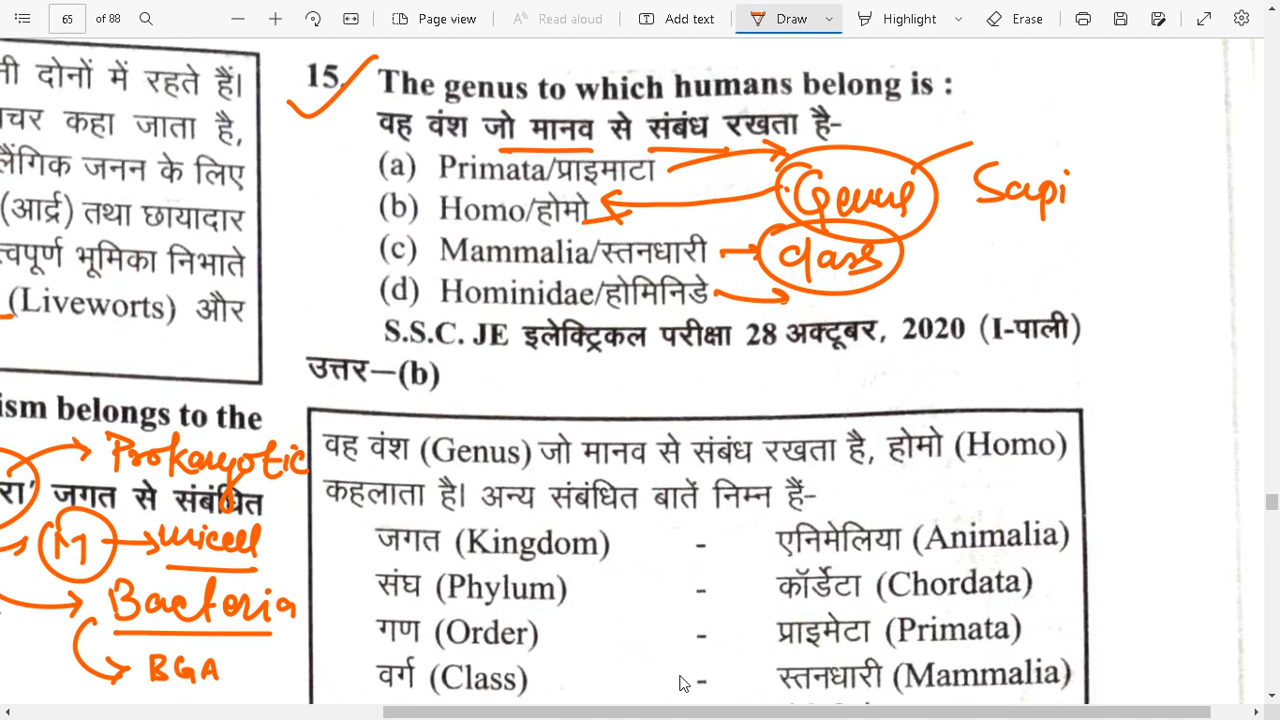 65 of 88 Page view Read aloud Add text Draw Highlight Erase
नी दोनों में रहते हैं।
चर कहा जाता है,
लैंगिक जनन के लिए
(आर्द्र) तथा छायादार
त्वपूर्ण भूमिका निभाते
(Liveworts) और
ism belongs to the
Prokaryotic
रा' जगत से संबंधित
M unicell
Bacteria
BGA
15. The genus to which humans belong is :
वह वंश जो मानव से संबंध रखता है-
(a) Primata/प्राइमाटा
Genus Sapi
(b) Homo/होमो
(c) Mammalia/स्तनधारी class
(d) Hominidae/होमिनिडे
S.S.C. JE इलेक्ट्रिकल परीक्षा 28 अक्टूबर, 2020 (I-पाली)
उत्तर—(b)
वह वंश (Genus) जो मानव से संबंध रखता है, होमो (Homo)
कहलाता है। अन्य संबंधित बातें निम्न हैं-
जगत (Kingdom) - एनिमेलिया (Animalia)
संघ (Phylum) - कॉर्डेटा (Chordata)
गण (Order) - प्राइमेटा (Primata)
वर्ग (Class) - स्तनधारी (Mammalia)